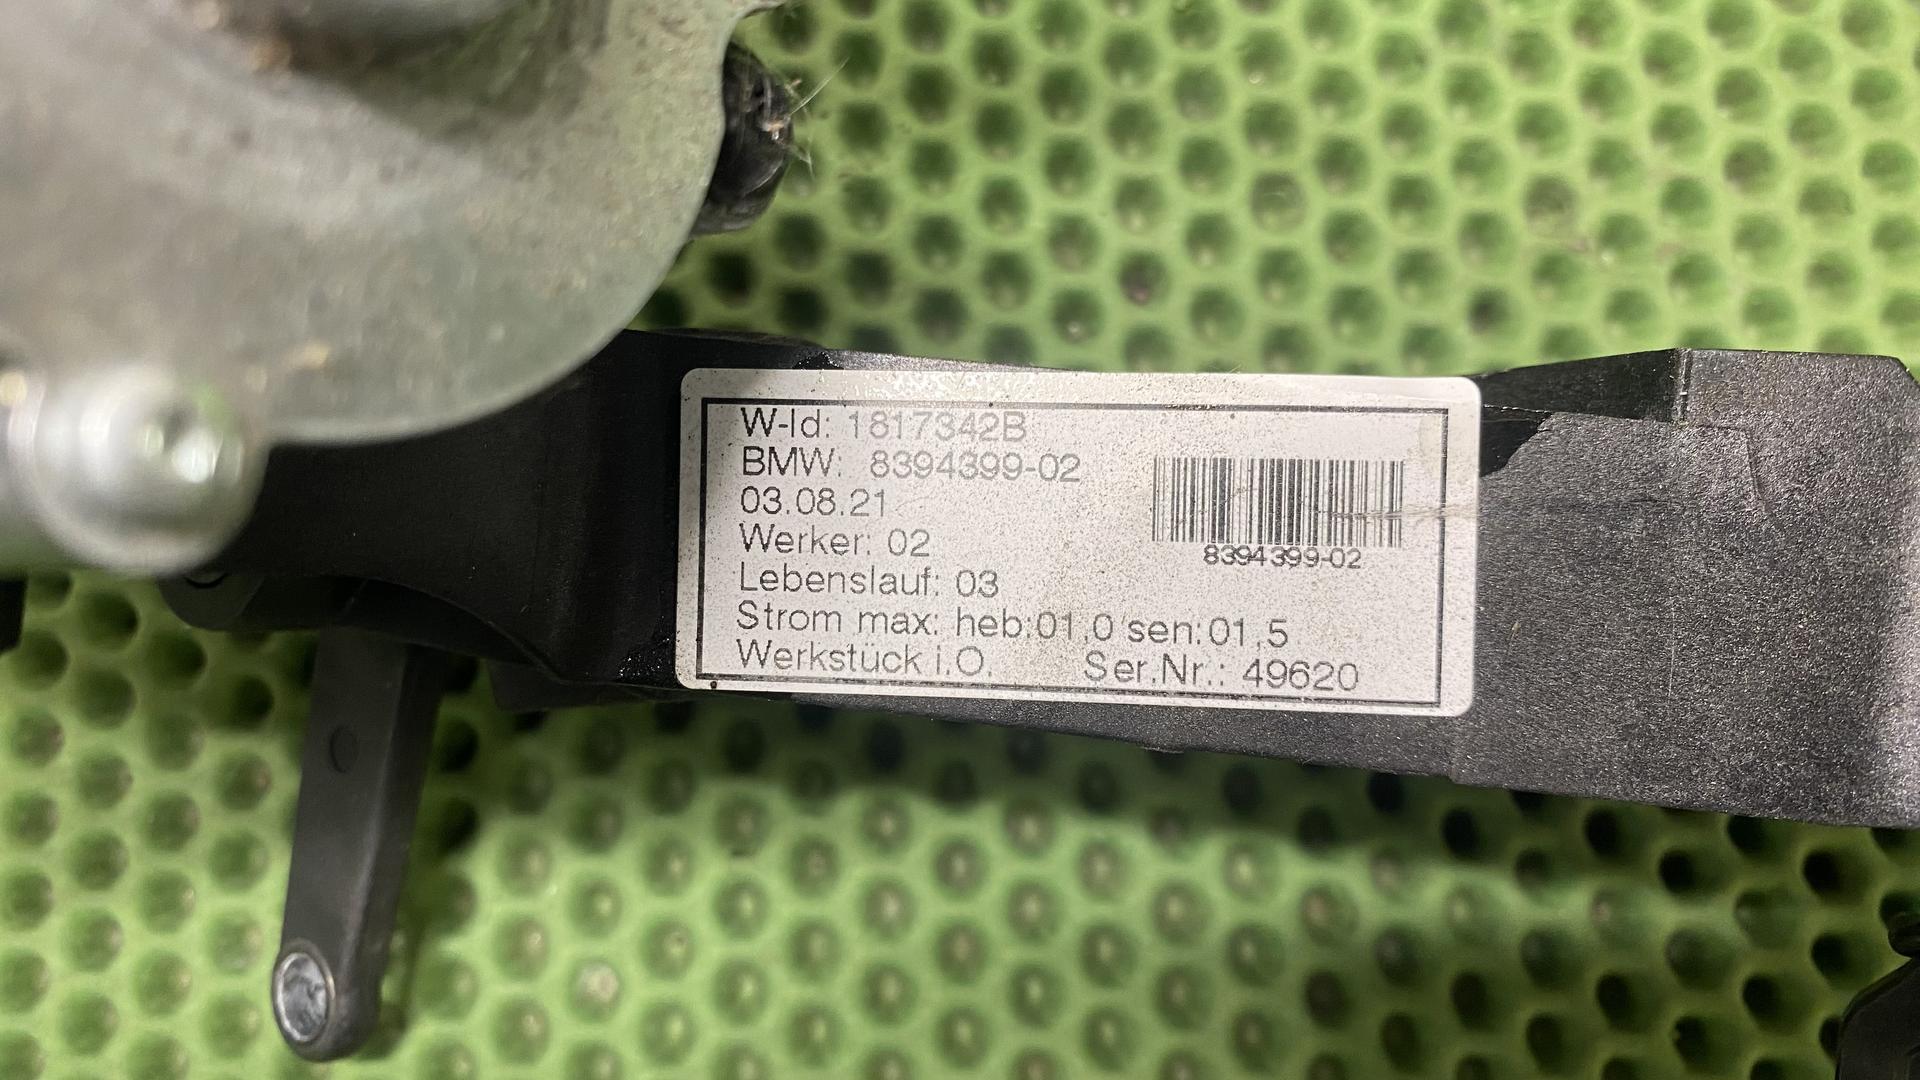 W-Id: 1817342B
BMW: 8394399-02
03.08.21
Werker: 02
Lebenslauf: 03
Strom max: heb:01,0 sen:01,5
Werkstück i.O. Ser.Nr.: 49620
8394399-02